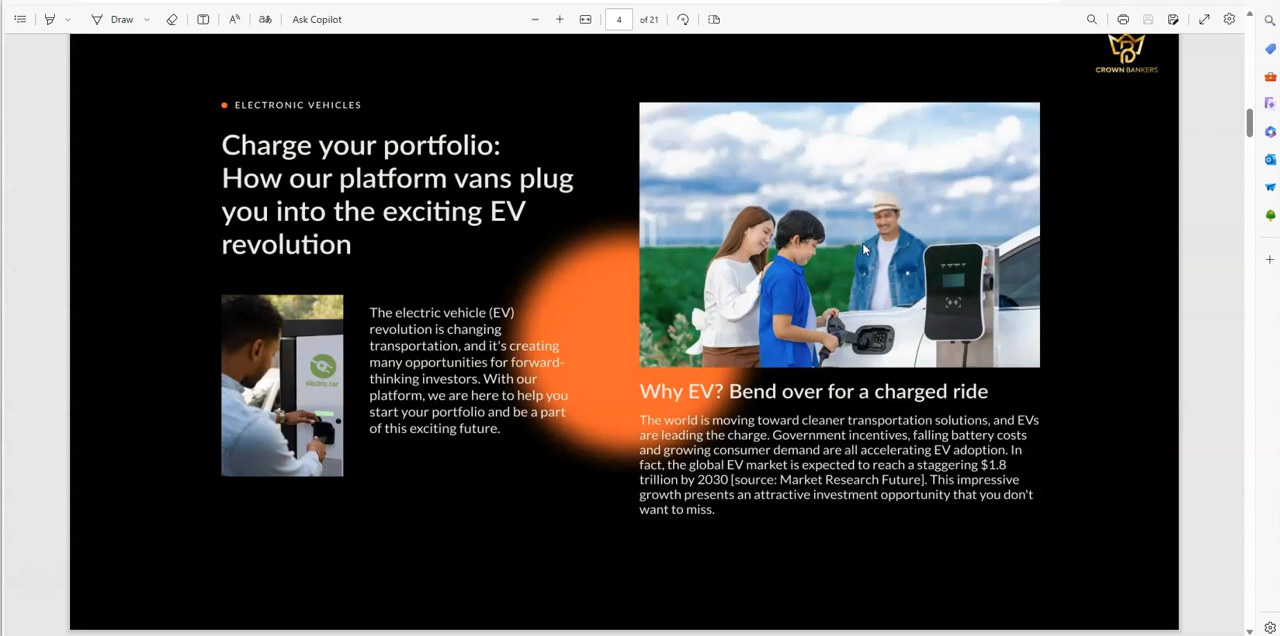 Draw
Ask Copilot
4
of 21
CROWN BANKERS
ELECTRONIC VEHICLES
Charge your portfolio:
How our platform vans plug
you into the exciting EV
revolution
electric car
The electric vehicle (EV)
revolution is changing
transportation, and it's creating
many opportunities for forward-
thinking investors. With our
platform, we are here to help you
start your portfolio and be a part
of this exciting future.
Why EV? Bend over for a charged ride
The world is moving toward cleaner transportation solutions, and EVs
are leading the charge. Government incentives, falling battery costs
and growing consumer demand are all accelerating EV adoption. In
fact, the global EV market is expected to reach a staggering $1.8
trillion by 2030 [source: Market Research Future]. This impressive
growth presents an attractive investment opportunity that you don't
want to miss.